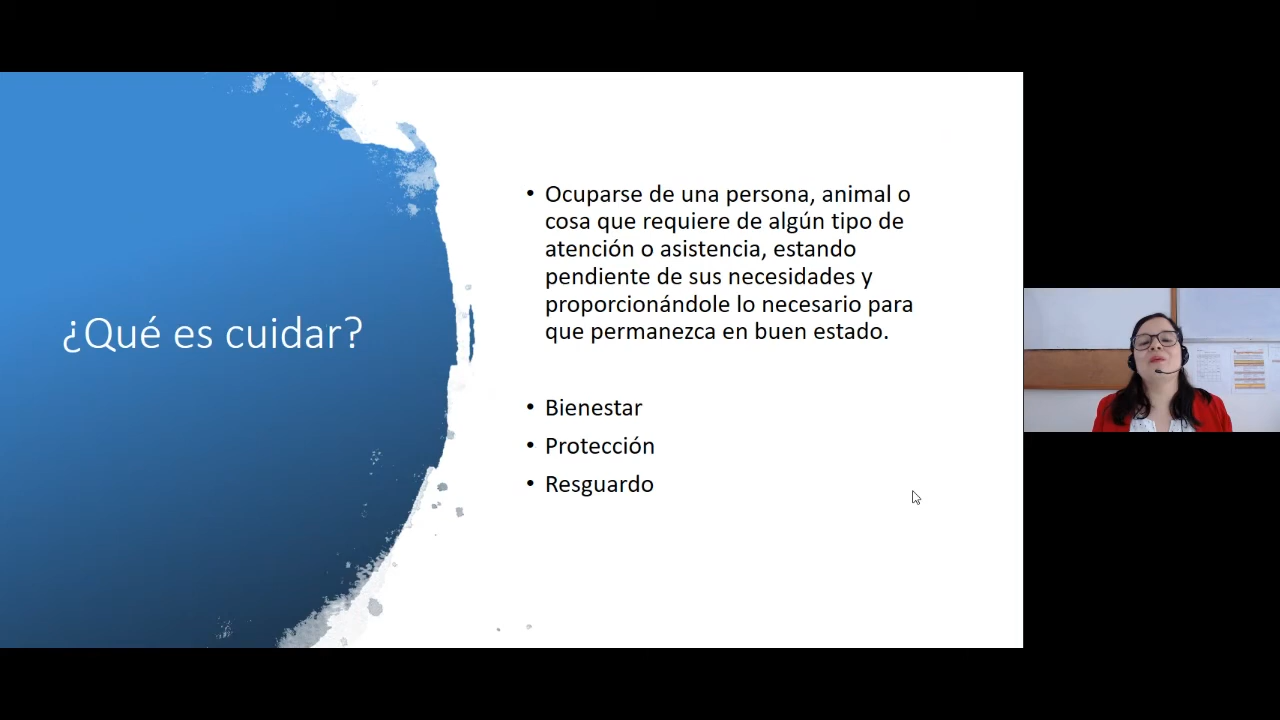 ¿Qué es cuidar?
• Ocuparse de una persona, animal o
cosa que requiere de algún tipo de
atención o asistencia, estando
pendiente de sus necesidades y
proporcionándole lo necesario para
que permanezca en buen estado.
• Bienestar
• Protección
• Resguardo